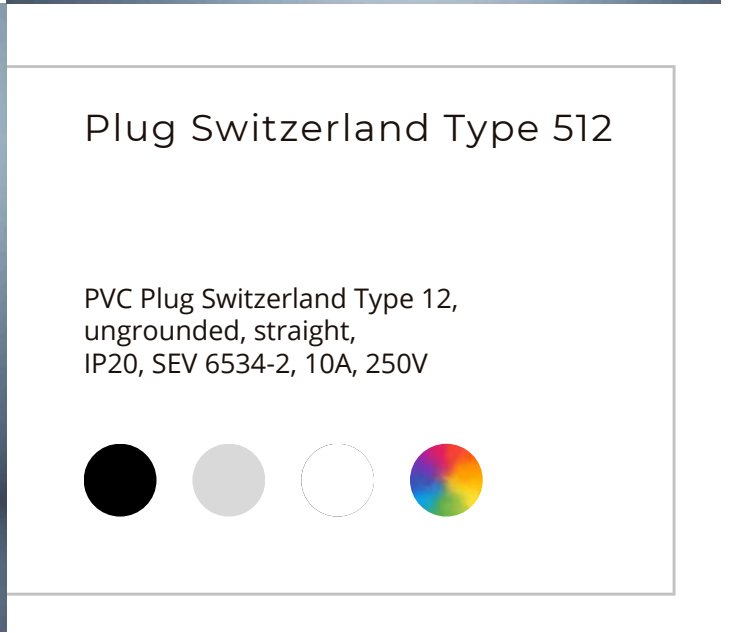 Plug Switzerland Type 512
PVC Plug Switzerland Type 12,
ungrounded, straight,
IP20, SEV 6534-2, 10A, 250V